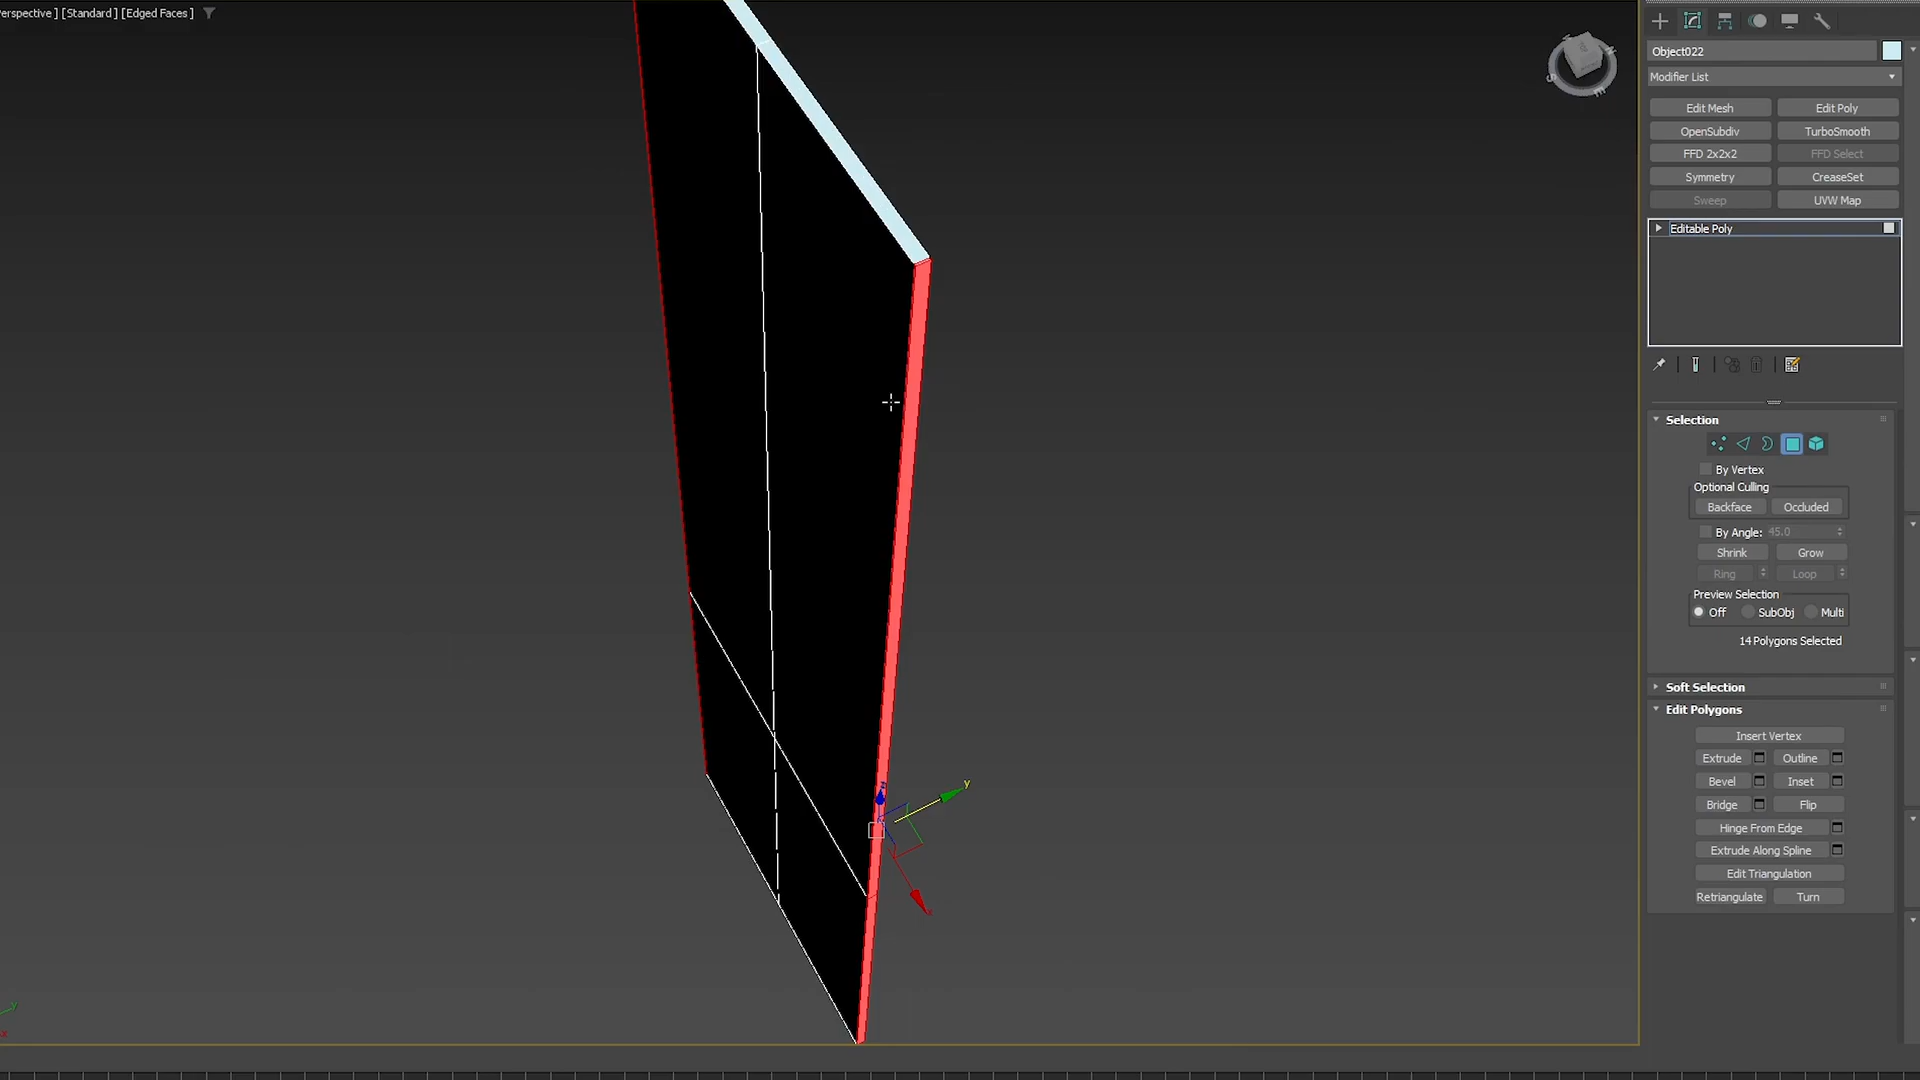 erspective ] [Standard ] [Edged Faces ]
Object022
Modifier List
Edit Mesh
Edit Poly
OpenSubdiv
TurboSmooth
FFD 2x2x2
FFD Select
Symmetry
CreaseSet
Sweep
UVW Map
Editable Poly
Selection
By Vertex
Optional Culling
Backface
Occluded
By Angle: 45.0
Shrink
Grow
Ring
Loop
Preview Selection
Off SubObj Multi
14 Polygons Selected
Soft Selection
Edit Polygons
Insert Vertex
Extrude
Outline
Bevel
Inset
Bridge
Flip
Hinge From Edge
Extrude Along Spline
Edit Triangulation
Retriangulate
Turn
y
z
x
y
x